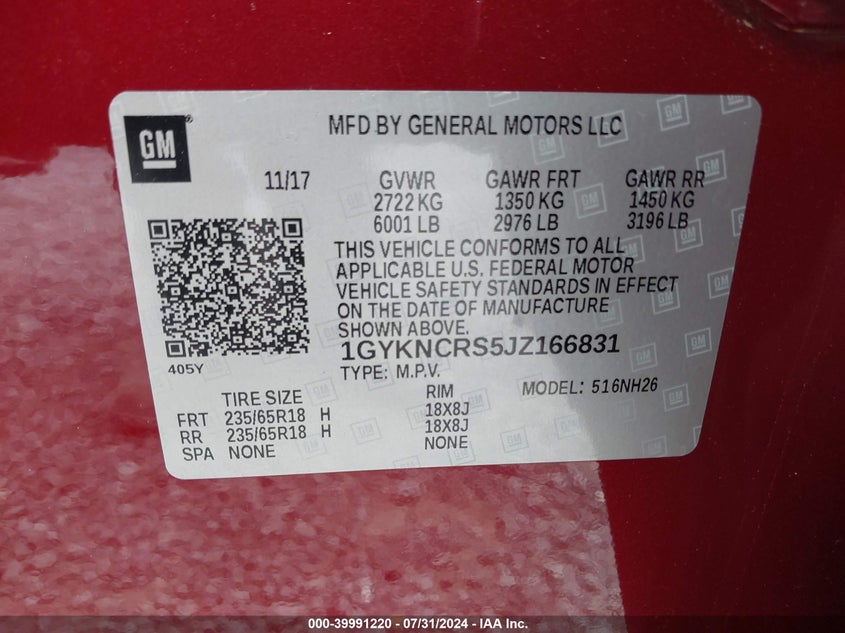 GM
MFD BY GENERAL MOTORS LLC
11/17 GVWR GAWR FRT GAWR RR
2722 KG 1350 KG 1450 KG
6001 LB 2976 LB 3196 LB
THIS VEHICLE CONFORMS TO ALL
APPLICABLE U.S. FEDERAL MOTOR
VEHICLE SAFETY STANDARDS IN EFFECT
ON THE DATE OF MANUFACTURE
SHOWN ABOVE.
1GYKNCRS5JZ166831
405Y
TYPE: M.P.V. MODEL: 516NH26
TIRE SIZE RIM
FRT 235/65R18 H 18X8J
RR 235/65R18 H 18X8J
SPA NONE NONE
000-39991220 - 07/31/2024 - IAA Inc.